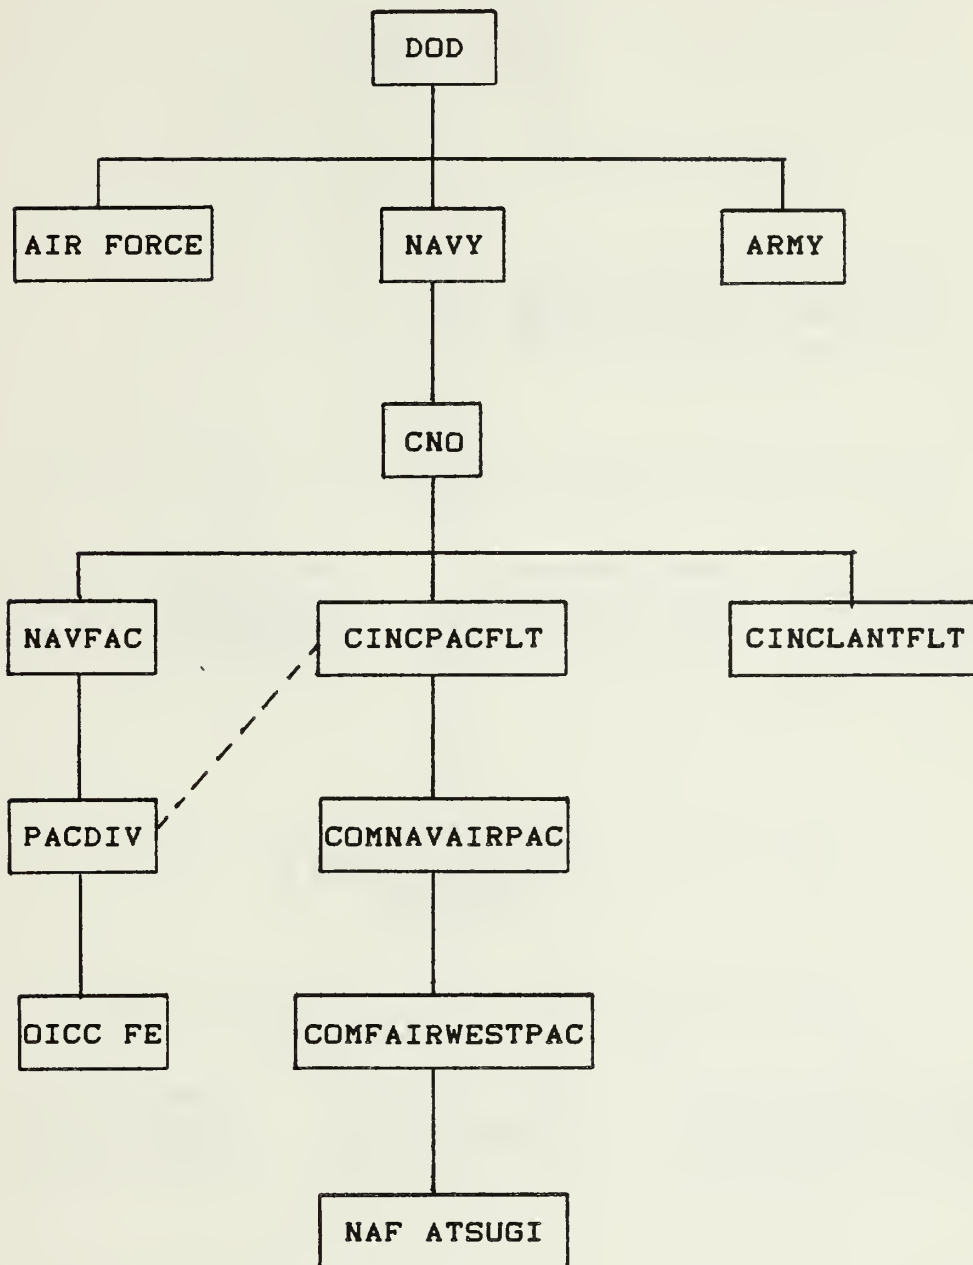 DOD
AIR FORCE
NAVY
ARMY
CNO
NAVFAC
CINCPACFLT
CINCLANTFLT
PACDIV
COMNAVAIRPAC
OICC FE
COMFAIRWESTPAC
NAF ATSUGI